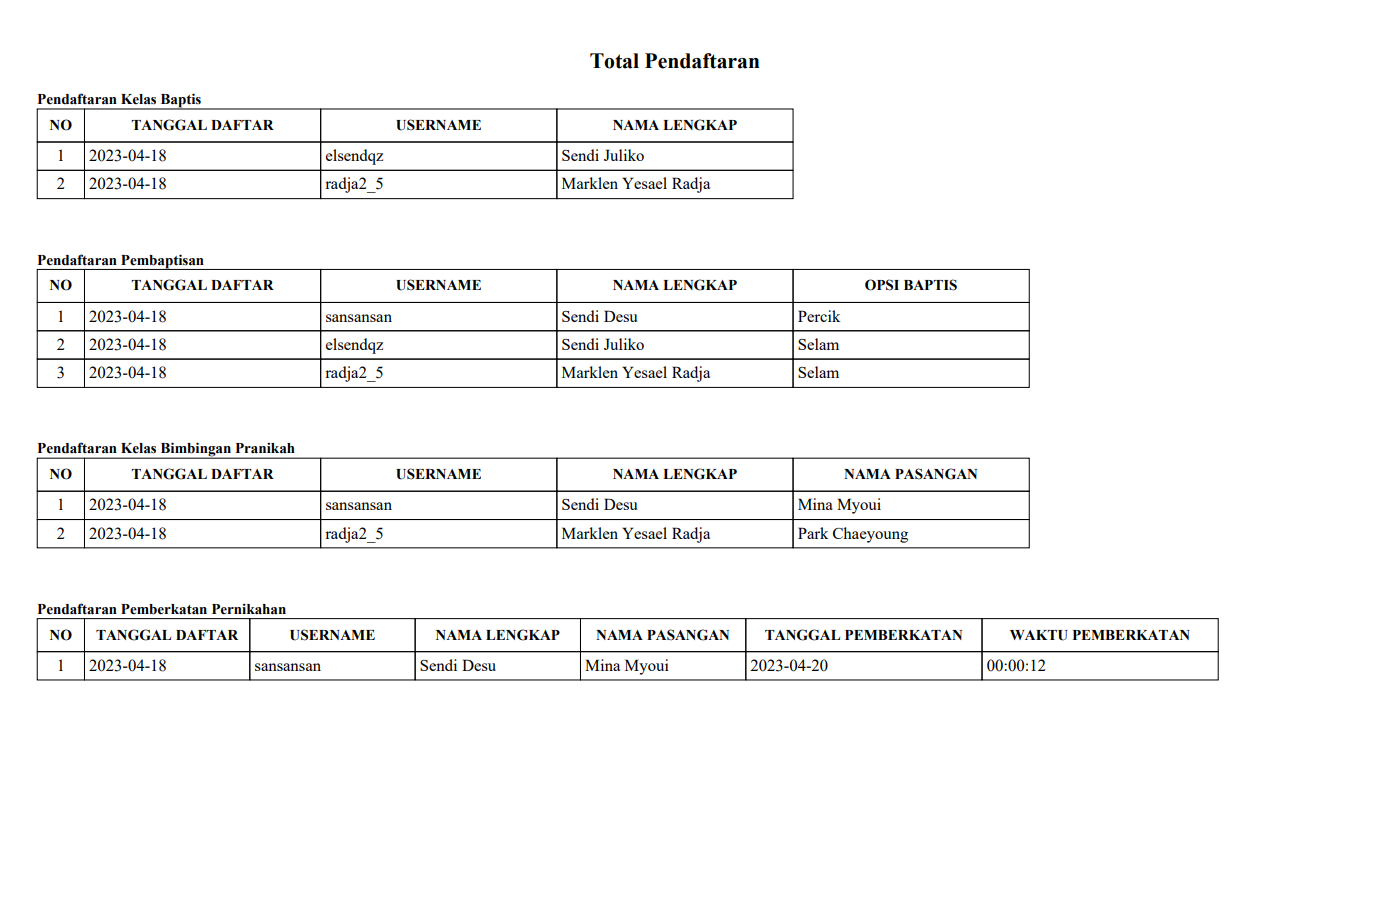 Total Pendaftaran
Pendaftaran Kelas Baptis
NO TANGGAL DAFTAR USERNAME NAMA LENGKAP
1 2023-04-18 elsendqz Sendi Juliko
2 2023-04-18 radja2_5 Marklen Yesael Radja
Pendaftaran Pembaptisan
NO TANGGAL DAFTAR USERNAME NAMA LENGKAP OPSI BAPTIS
1 2023-04-18 sansansan Sendi Desu Percik
2 2023-04-18 elsendqz Sendi Juliko Selam
3 2023-04-18 radja2_5 Marklen Yesael Radja Selam
Pendaftaran Kelas Bimbingan Pranikah
NO TANGGAL DAFTAR USERNAME NAMA LENGKAP NAMA PASANGAN
1 2023-04-18 sansansan Sendi Desu Mina Myoui
2 2023-04-18 radja2_5 Marklen Yesael Radja Park Chaeyoung
Pendaftaran Pemberkatan Pernikahan
NO TANGGAL DAFTAR USERNAME NAMA LENGKAP NAMA PASANGAN TANGGAL PEMBERKATAN WAKTU PEMBERKATAN
1 2023-04-18 sansansan Sendi Desu Mina Myoui 2023-04-20 00:00:12